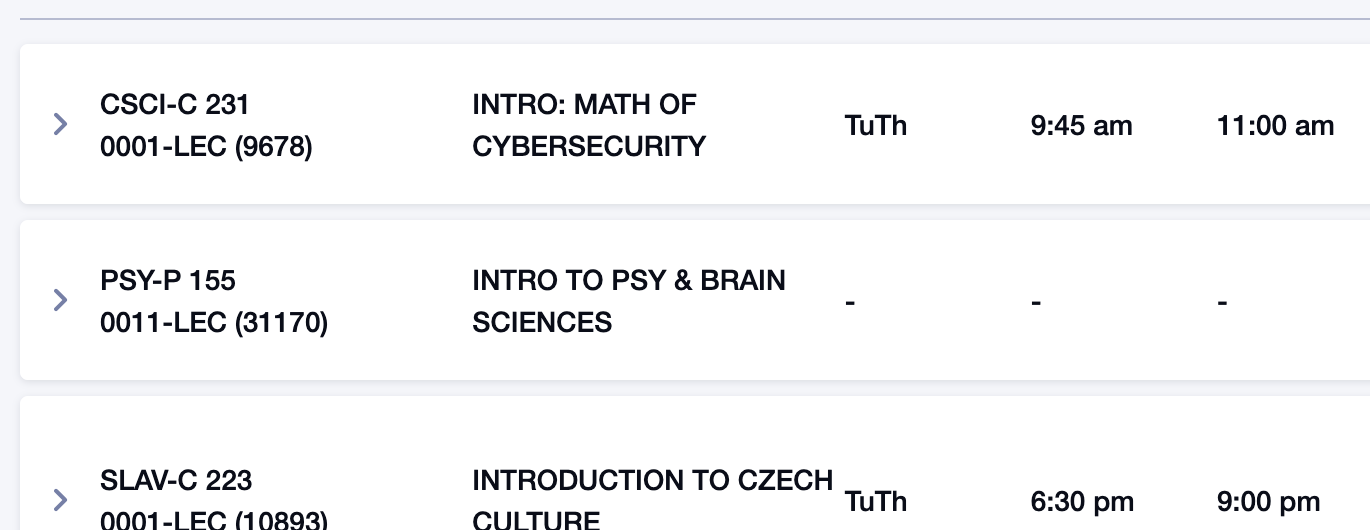 CSCI-C 231
0001-LEC (9678)
INTRO: MATH OF
CYBERSECURITY
TuTh
9:45 am
11:00 am
PSY-P 155
0011-LEC (31170)
INTRO TO PSY & BRAIN
SCIENCES
-
-
-
SLAV-C 223
0001-LEC (10893)
INTRODUCTION TO CZECH
CULTURE
TuTh
6:30 pm
9:00 pm